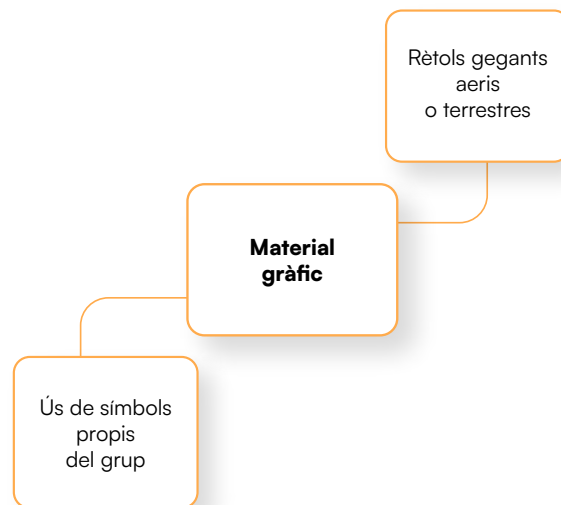 Rètols gegants
aeris
o terrestres
Material
gràfic
Ús de símbols
propis
del grup